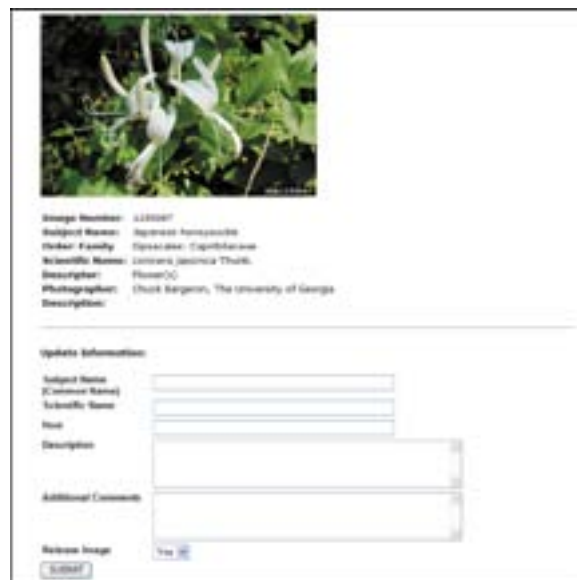 Image Number:
Subject Name: Japanese honeysuckle
Order: Family Dipsacales: Caprifoliaceae
Scientific Name: Lonicera japonica Thunb.
Descriptor: Flower(s)
Photographer: Chuck Bargeron, The University of Georgia
Description:
Update Information:
Subject Name
(Common Name)
Scientific Name
Host
Description
Additional Comments
Release Image Yes
SUBMIT